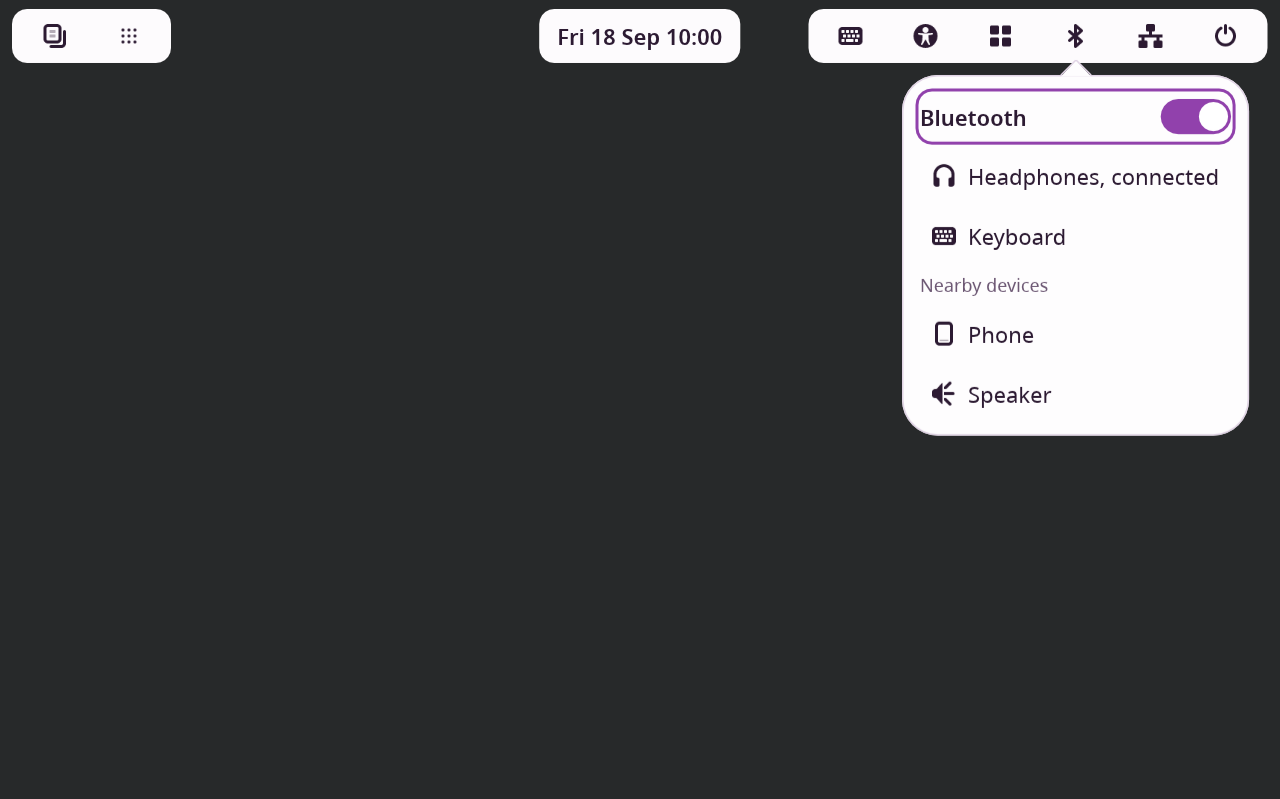 Fri 18 Sep 10:00
Bluetooth
Headphones, connected
Keyboard
Nearby devices
Phone
Speaker